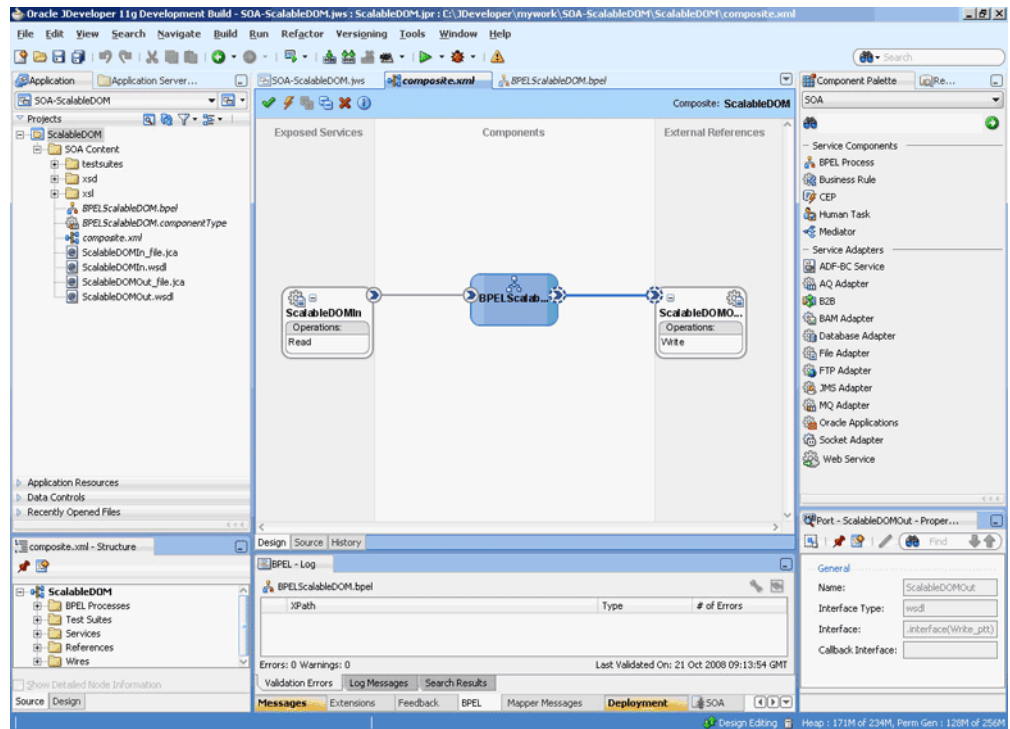 Oracle JDeveloper 11g Development Build - SOA-ScalableDOM.jws : ScalableDOM.jpr : C:\JDeveloper\mywork\SOA-ScalableDOM\ScalableDOM\composite.xml
File Edit View Search Navigate Build Run Refactor Versioning Tools Window Help
Search
Application
Application Server...
SOA-ScalableDOM
Projects
ScalableDOM
SOA Content
testsuites
xsd
xsl
BPELScalableDOM.bpel
BPELScalableDOM.componentType
composite.xml
ScalableDOMIn_file.jca
ScalableDOMIn.wsdl
ScalableDOMOut_file.jca
ScalableDOMOut.wsdl
Application Resources
Data Controls
Recently Opened Files
composite.xml - Structure
ScalableDOM
BPEL Processes
Test Suites
Services
References
Wires
Show Detailed Node Information
Source Design
SOA-ScalableDOM.jws composite.xml BPELScalableDOM.bpel
Composite: ScalableDOM
Exposed Services Components External References
ScalableDOMIn
Operations:
Read
BPELScalab...
ScalableDOMO...
Operations:
Write
Design Source History
BPEL - Log
BPELScalableDOM.bpel
XPath Type # of Errors
Errors: 0 Warnings: 0 Last Validated On: 21 Oct 2008 09:13:54 GMT
Validation Errors Log Messages Search Results
Messages Extensions Feedback BPEL Mapper Messages Deployment SOA
Component Palette Re...
SOA
Service Components
BPEL Process
Business Rule
CEP
Human Task
Mediator
Service Adapters
ADF-BC Service
AQ Adapter
B2B
BAM Adapter
Database Adapter
File Adapter
FTP Adapter
JMS Adapter
MQ Adapter
Oracle Applications
Socket Adapter
Web Service
Port - ScalableDOMOut - Proper...
Find
General
Name: ScalableDOMOut
Interface Type: wsdl
Interface: .interface(Write_ptt)
Callback Interface:
Design Editing Heap : 171M of 234M, Perm Gen : 128M of 256M